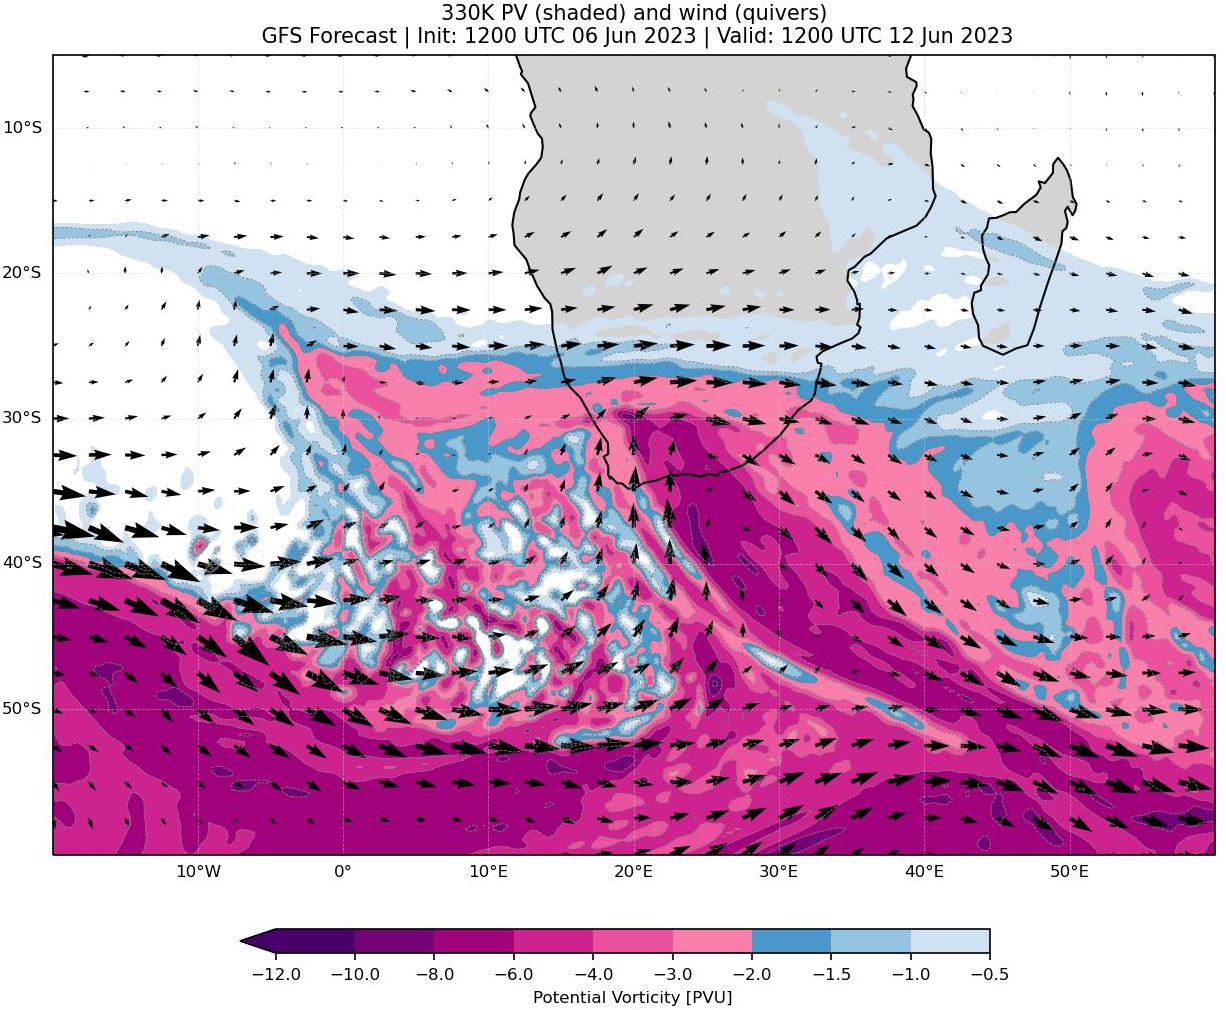 330K PV (shaded) and wind (quivers)
GFS Forecast | Init: 1200 UTC 06 Jun 2023 | Valid: 1200 UTC 12 Jun 2023
10°S
20°S
30°S
40°S
50°S
10°W 0° 10°E 20°E 30°E 40°E 50°E
−12.0 −10.0 −8.0 −6.0 −4.0 −3.0 −2.0 −1.5 −1.0 −0.5
Potential Vorticity [PVU]